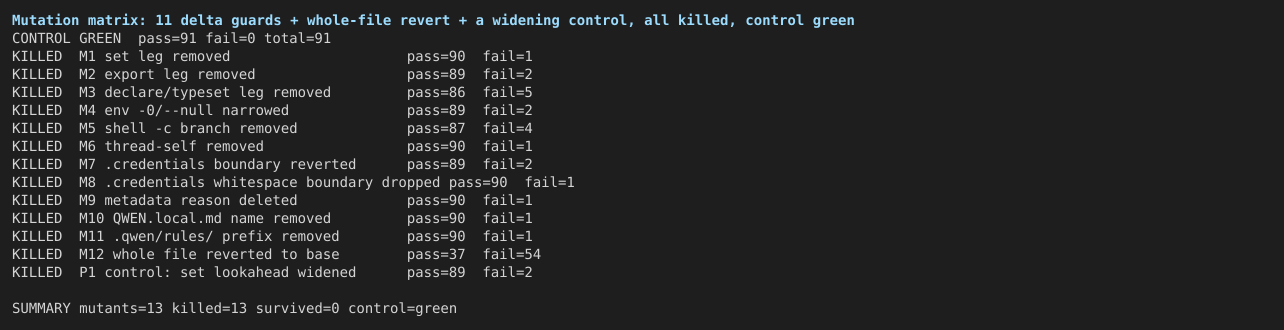 Mutation matrix: 11 delta guards + whole-file revert + a widening control, all killed, control green
CONTROL GREEN  pass=91 fail=0 total=91
KILLED  M1 set leg removed                     pass=90  fail=1
KILLED  M2 export leg removed                  pass=89  fail=2
KILLED  M3 declare/typeset leg removed         pass=86  fail=5
KILLED  M4 env -0/--null narrowed              pass=89  fail=2
KILLED  M5 shell -c branch removed             pass=87  fail=4
KILLED  M6 thread-self removed                 pass=90  fail=1
KILLED  M7 .credentials boundary reverted      pass=89  fail=2
KILLED  M8 .credentials whitespace boundary dropped pass=90  fail=1
KILLED  M9 metadata reason deleted             pass=90  fail=1
KILLED  M10 QWEN.local.md name removed         pass=90  fail=1
KILLED  M11 .qwen/rules/ prefix removed        pass=90  fail=1
KILLED  M12 whole file reverted to base        pass=37  fail=54
KILLED  P1 control: set lookahead widened      pass=89  fail=2
SUMMARY mutants=13 killed=13 survived=0 control=green